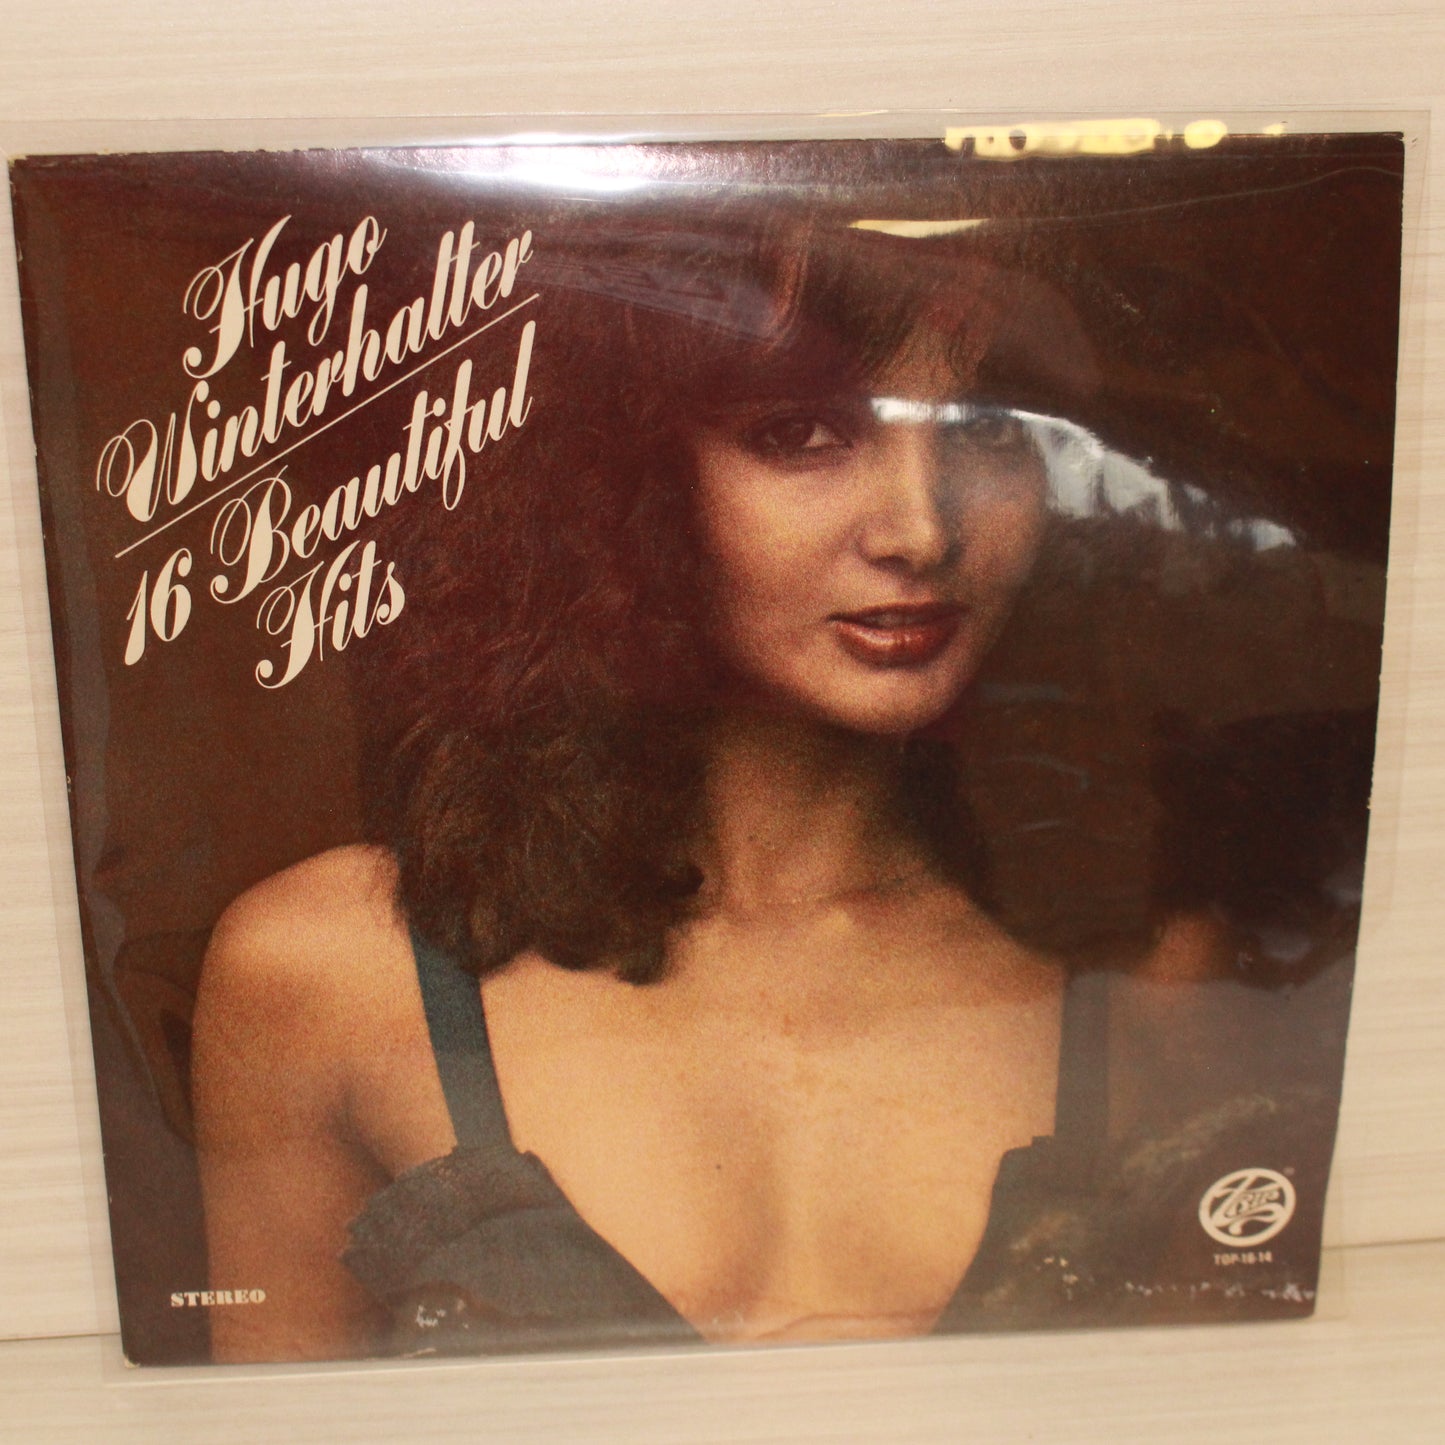 Hugo
Winterhalter
16 Beautiful
Hits
STEREO
TOP-16-14